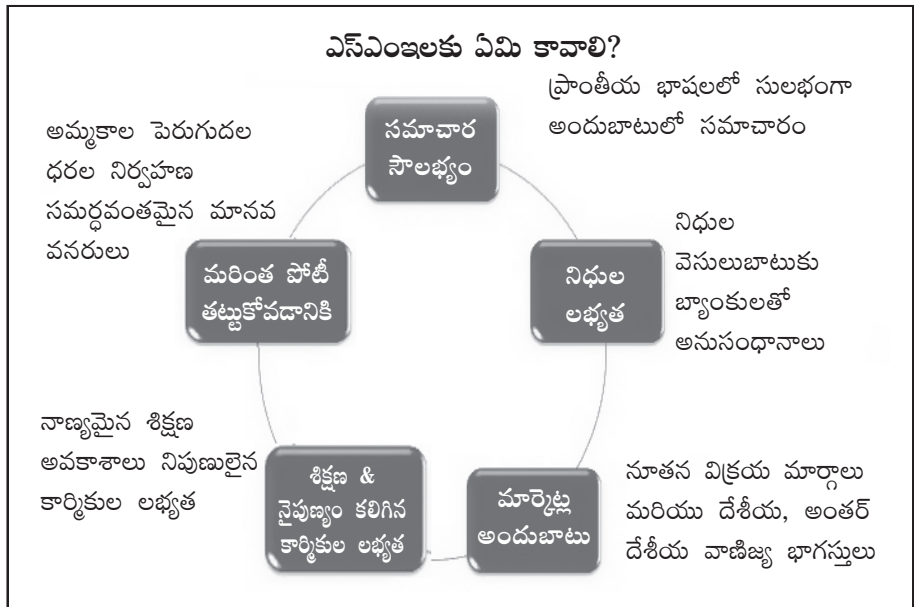 ఎస్ఎంఇలకు ఏమి కావాలి?
సమాచార
సౌలభ్యం
ప్రాంతీయ భాషలలో సులభంగా
అందుబాటులో సమాచారం
నిధుల
లభ్యత
నిధుల
వెసులుబాటుకు
బ్యాంకులతో
అనుసంధానాలు
మార్కెట్ల
అందుబాటు
నూతన విక్రయ మార్గాలు
మరియు దేశీయ, అంతర్
దేశీయ వాణిజ్య భాగస్తులు
శిక్షణ &
నైపుణ్యం కలిగిన
కార్మికుల లభ్యత
నాణ్యమైన శిక్షణ
అవకాశాలు నిపుణులైన
కార్మికుల లభ్యత
మరింత పోటీ
తట్టుకోవడానికి
అమ్మకాల పెరుగుదల
ధరల నిర్వహణ
సమర్ధవంతమైన మానవ
వనరులు